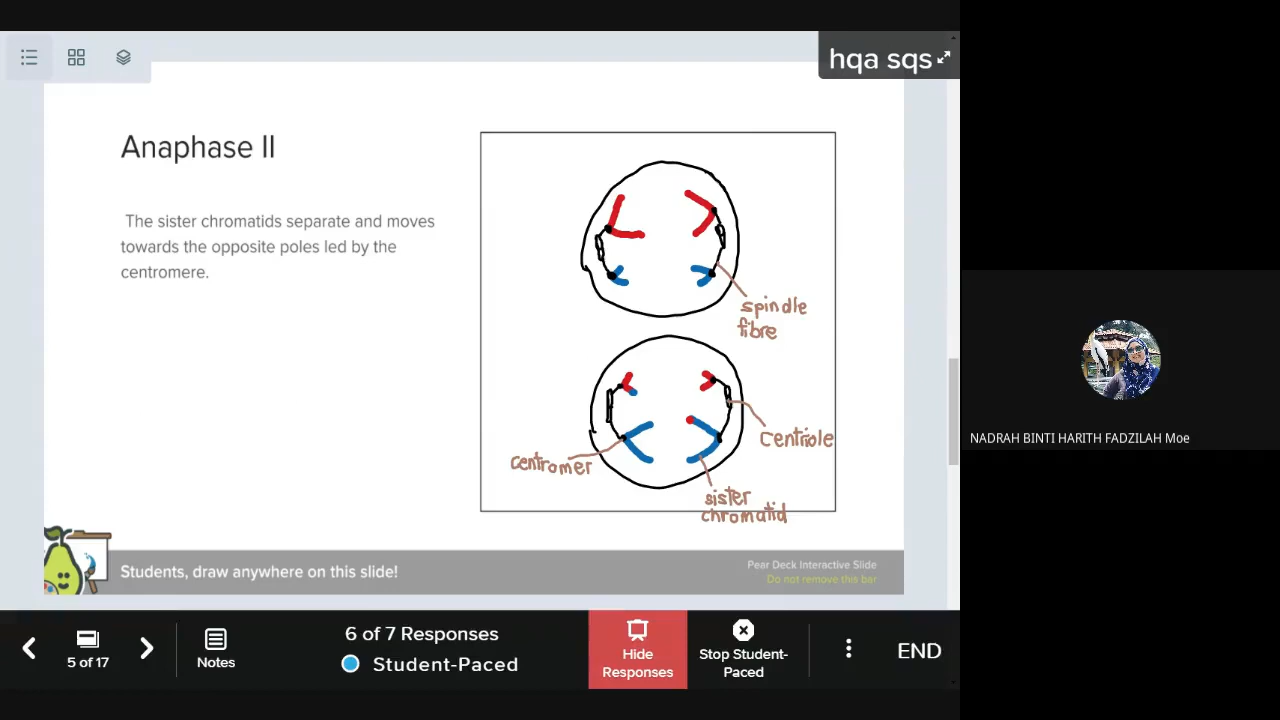 hqa sqs
Anaphase II
The sister chromatids separate and moves
towards the opposite poles led by the
centromere.
spindle
fibre
centriole
centromer
sister
chromatid
Students, draw anywhere on this slide!
Pear Deck Interactive Slide
Do not remove this bar
NADRAH BINTI HARITH FADZILAH Moe
5 of 17
Notes
6 of 7 Responses
Student-Paced
Hide
Responses
Stop Student-
Paced
END